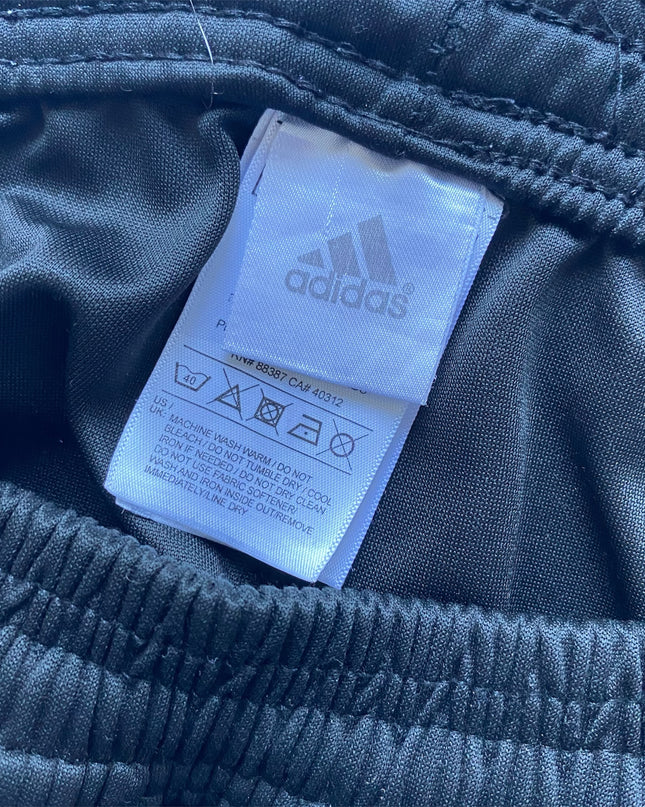 adidas®
RN# 88387 CA# 40312
40
US /
UK: MACHINE WASH WARM / DO NOT
BLEACH / DO NOT TUMBLE DRY / COOL
IRON IF NEEDED / DO NOT DRY CLEAN
DO NOT USE FABRIC SOFTENER/
WASH AND IRON INSIDE OUT/REMOVE
IMMEDIATELY/LINE DRY